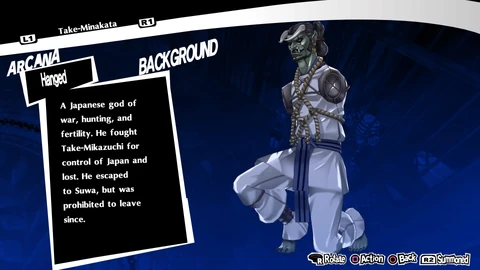 L1
Take-Minakata
R1
ARCANA
Hanged
BACKGROUND
A Japanese god of
war, hunting, and
fertility. He fought
Take-Mikazuchi for
control of Japan and
lost. He escaped
to Suwa, but was
prohibited to leave
since.
R Rotate Action Back R2 Summoned